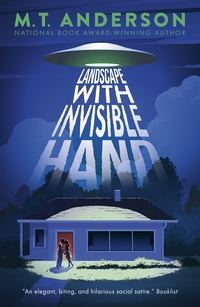 M.T. ANDERSON
NATIONAL BOOK AWARD-WINNING AUTHOR
LANDSCAPE
WITH
INVISIBLE
HAND
"An elegant, biting, and hilarious social satire." Booklist